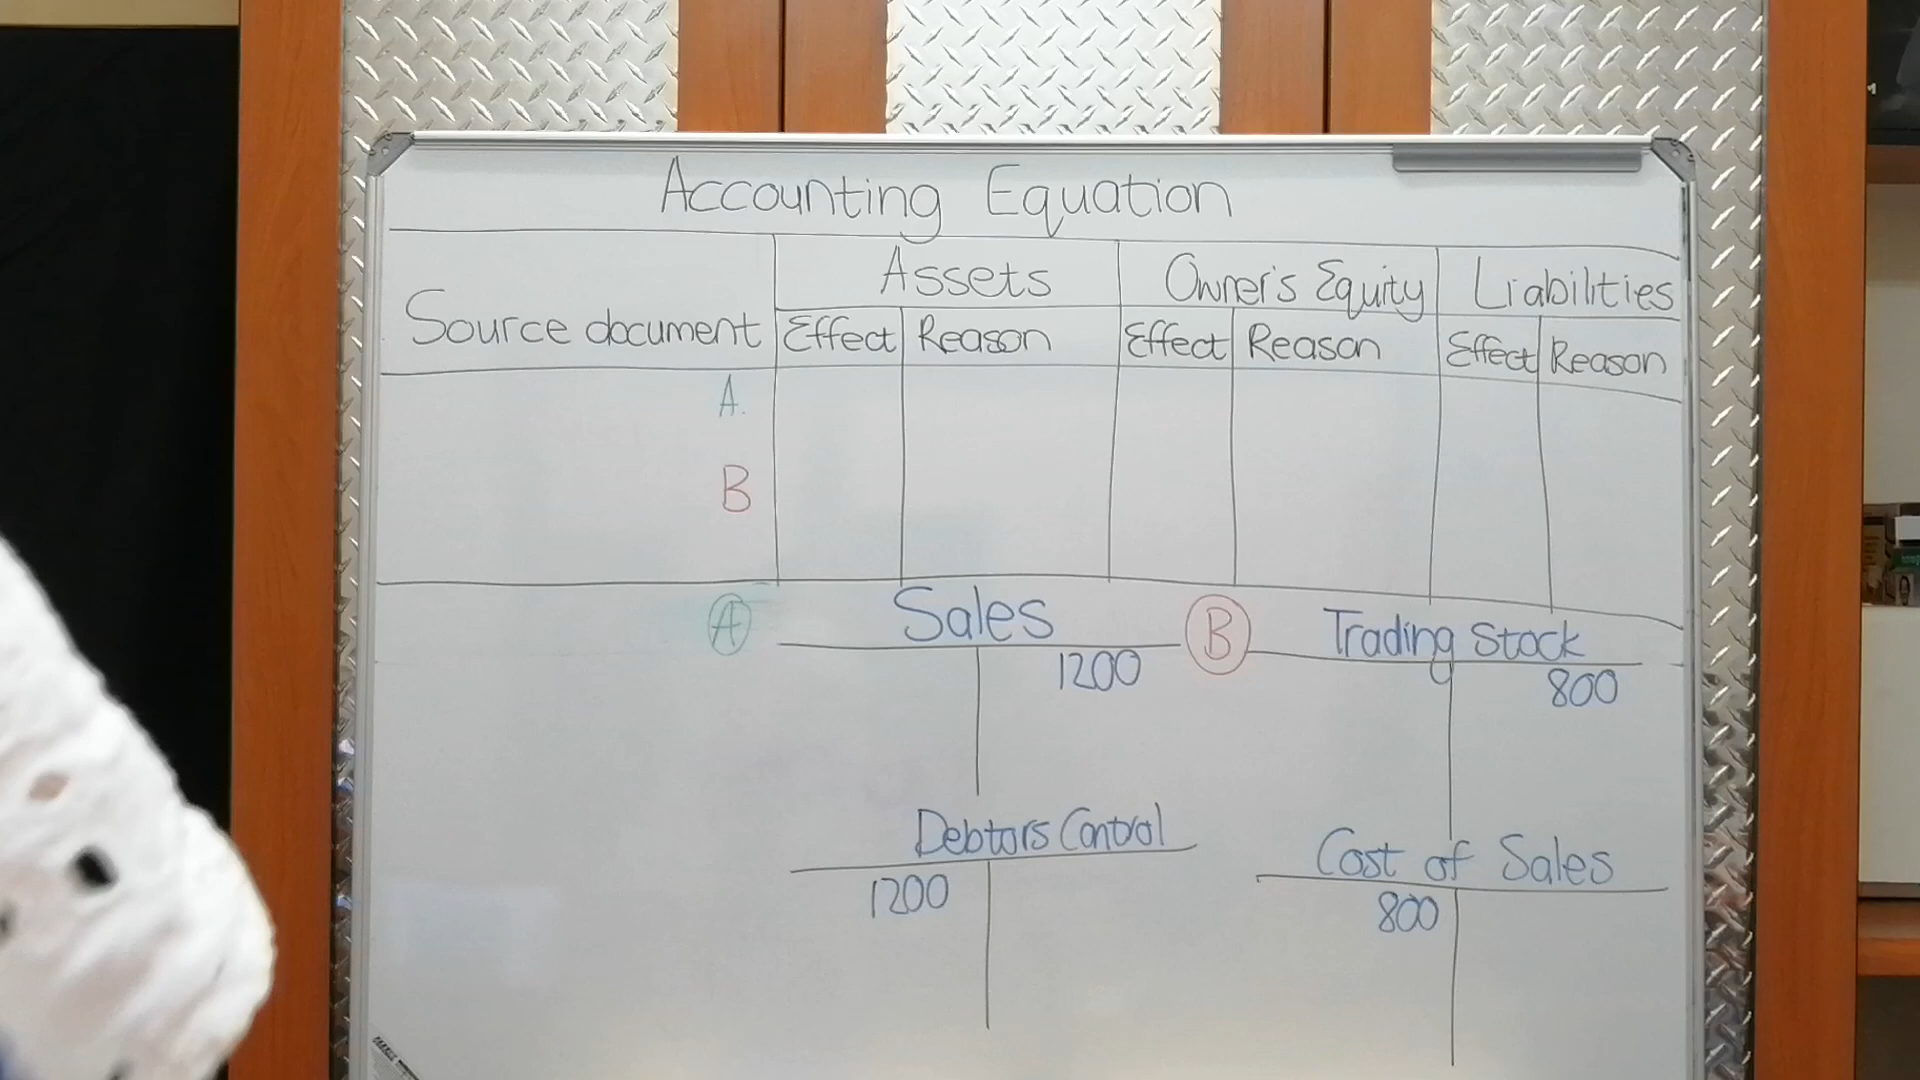 Accounting Equation
Source document Assets Owner's Equity Liabilities
Effect Reason Effect Reason Effect Reason
A.
B
A Sales B Trading Stock
1200 800
Debtors Control Cost of Sales
1200 800
PARROT